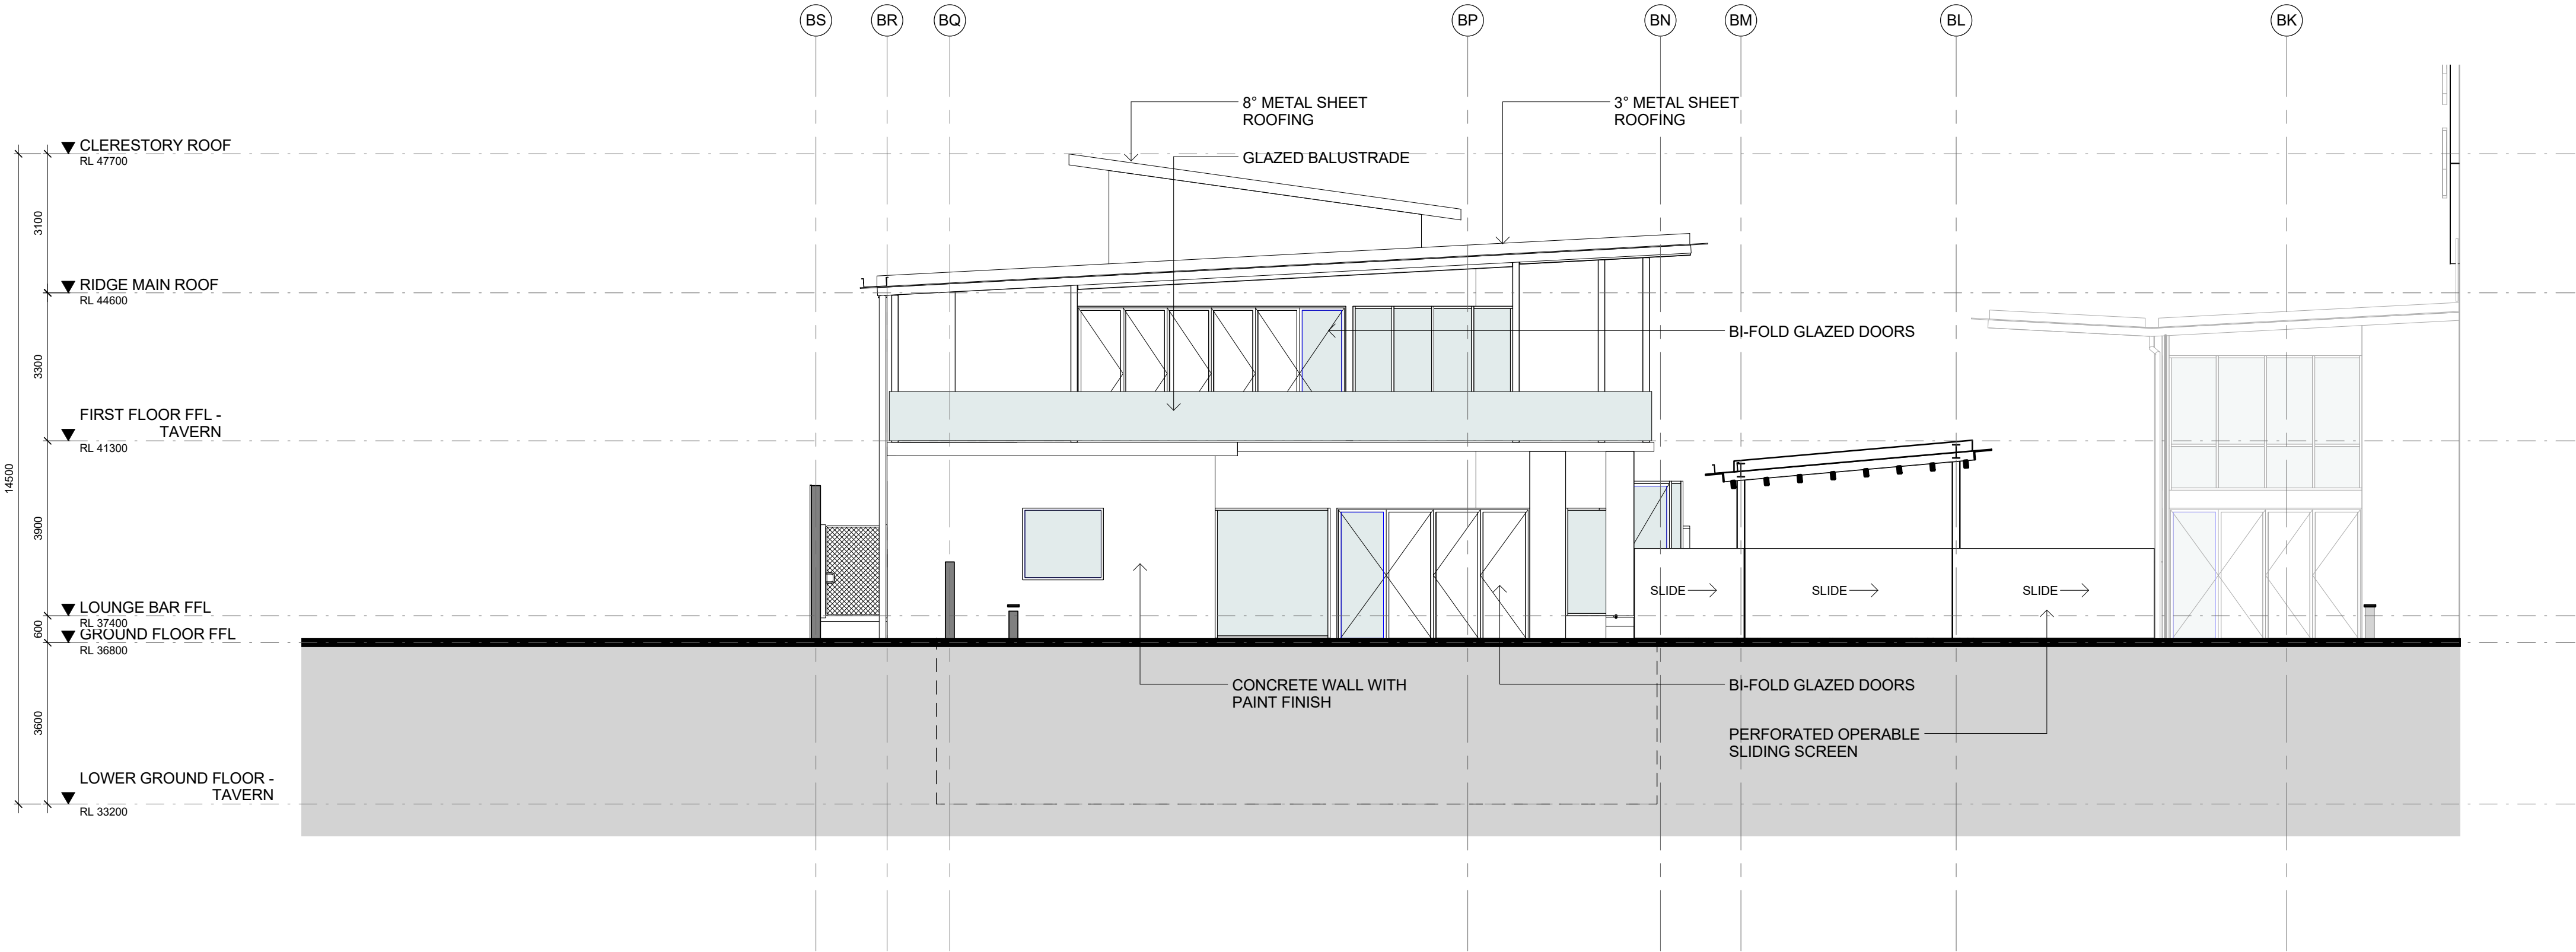 BS
BR
BQ
BP
BN
BM
BL
BK
8° METAL SHEET
ROOFING
3° METAL SHEET
ROOFING
CLERESTORY ROOF
RL 47700
GLAZED BALUSTRADE
3100
RIDGE MAIN ROOF
RL 44600
BI-FOLD GLAZED DOORS
3300
FIRST FLOOR FFL -
TAVERN
RL 41300
14500
3900
SLIDE
SLIDE
SLIDE
LOUNGE BAR FFL
RL 37400
600
GROUND FLOOR FFL
RL 36800
CONCRETE WALL WITH
PAINT FINISH
BI-FOLD GLAZED DOORS
3600
PERFORATED OPERABLE
SLIDING SCREEN
LOWER GROUND FLOOR -
TAVERN
RL 33200